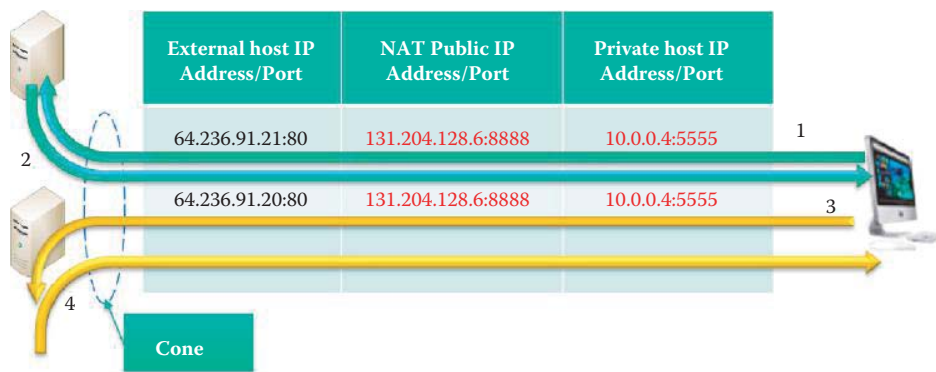 External host IP Address/Port
NAT Public IP Address/Port
Private host IP Address/Port
1
64.236.91.21:80 131.204.128.6:8888 10.0.0.4:5555
2
64.236.91.20:80 131.204.128.6:8888 10.0.0.4:5555
3
4
Cone